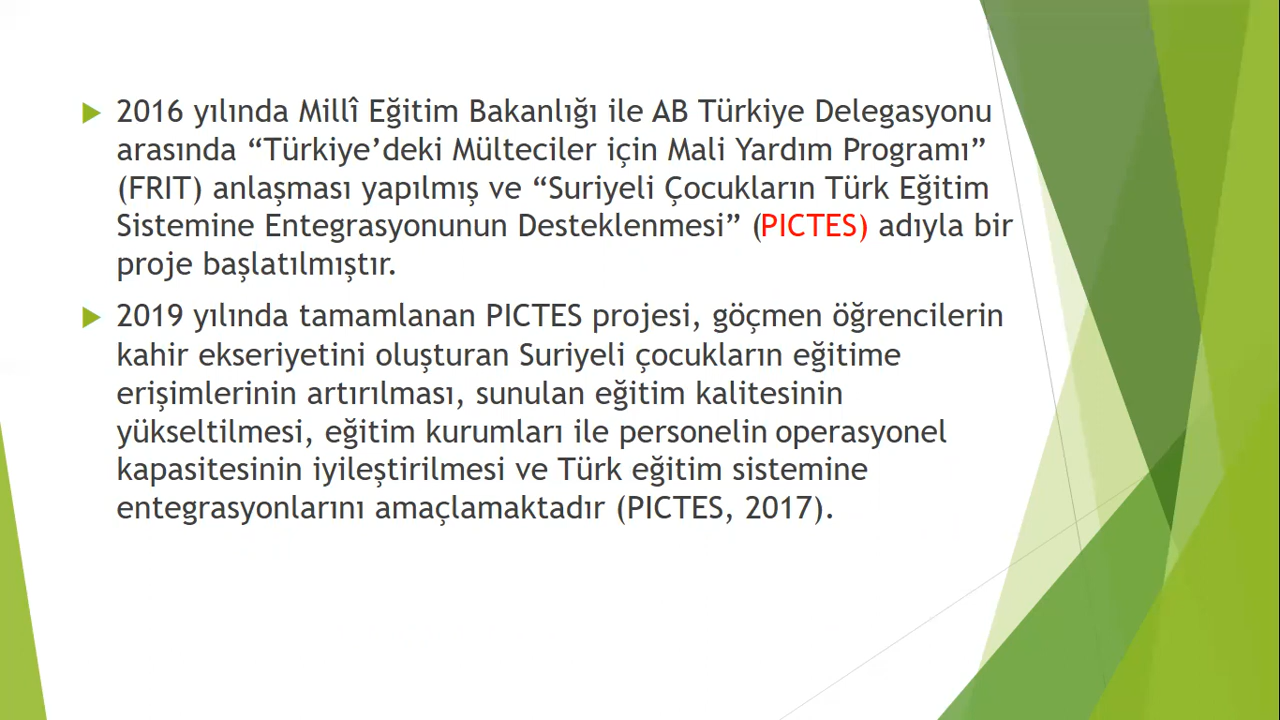 2016 yılında Millî Eğitim Bakanlığı ile AB Türkiye Delegasyonu
arasında “Türkiye’deki Mülteciler için Mali Yardım Programı”
(FRIT) anlaşması yapılmış ve “Suriyeli Çocukların Türk Eğitim
Sistemine Entegrasyonunun Desteklenmesi” (PICTES) adıyla bir
proje başlatılmıştır.
2019 yılında tamamlanan PICTES projesi, göçmen öğrencilerin
kahir ekseriyetini oluşturan Suriyeli çocukların eğitime
erişimlerinin artırılması, sunulan eğitim kalitesinin
yükseltilmesi, eğitim kurumları ile personelin operasyonel
kapasitesinin iyileştirilmesi ve Türk eğitim sistemine
entegrasyonlarını amaçlamaktadır (PICTES, 2017).